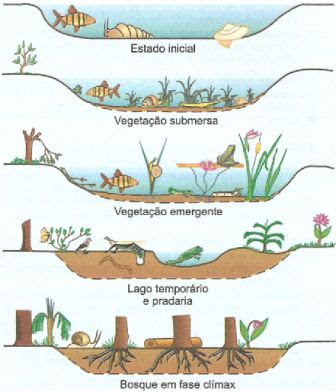 Estado inicial
Vegetação submersa
Vegetação emergente
Lago temporário
e pradaria
Bosque em fase clímax